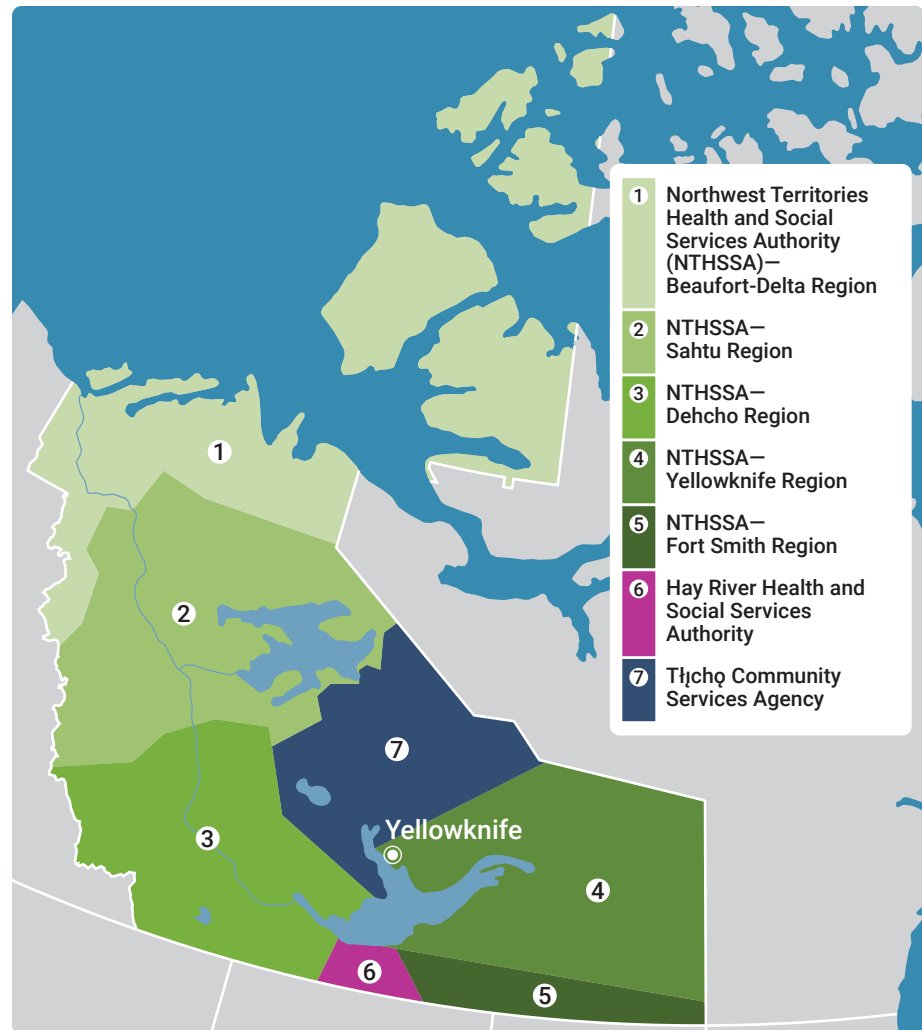 1
Northwest Territories
Health and Social
Services Authority
(NTHSSA)—
Beaufort-Delta Region
2
NTHSSA—
Sahtu Region
3
NTHSSA—
Dehcho Region
4
NTHSSA—
Yellowknife Region
5
NTHSSA—
Fort Smith Region
6
Hay River Health and
Social Services
Authority
7
Tłı̨chǫ Community
Services Agency
1
2
7
3
Yellowknife
4
6
5